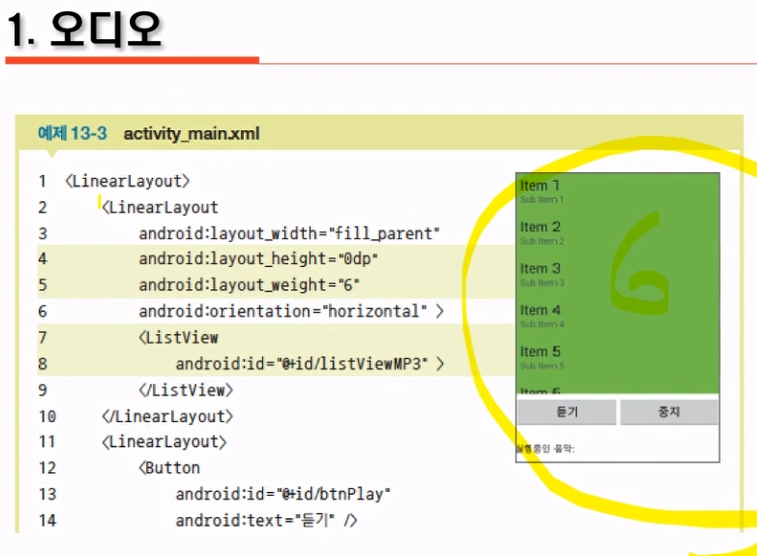 1. 오디오
예제 13-3 activity_main.xml
1 <LinearLayout>
2 <LinearLayout
3 android:layout_width="fill_parent"
4 android:layout_height="0dp"
5 android:layout_weight="6"
6 android:orientation="horizontal" >
7 <ListView
8 android:id="@+id/listViewMP3" >
9 </ListView>
10 </LinearLayout>
11 <LinearLayout>
12 <Button
13 android:id="@+id/btnPlay"
14 android:text="듣기" />
Item 1
Sub Item 1
Item 2
Sub Item 2
Item 3
Sub Item 3
Item 4
Sub Item 4
Item 5
Sub Item 5
Item 6
6
듣기 중지
실행중인 음악: